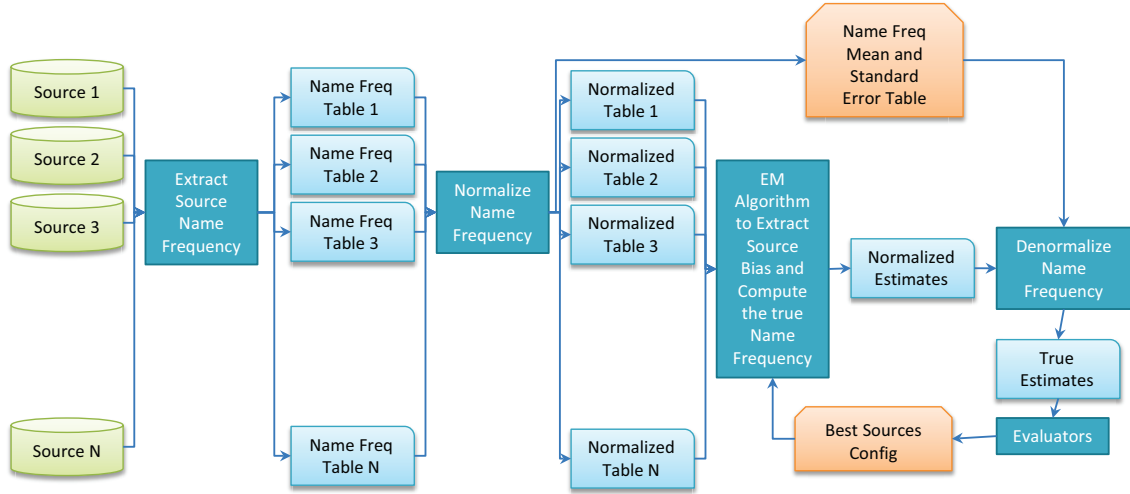 Source 1
Source 2
Source 3
Source N
Extract
Source
Name
Frequency
Name Freq
Table 1
Name Freq
Table 2
Name Freq
Table 3
Name Freq
Table N
Normalize
Name
Frequency
Normalized
Table 1
Normalized
Table 2
Normalized
Table 3
Normalized
Table N
EM
Algorithm
to Extract
Source
Bias and
Compute
the true
Name
Frequency
Name Freq
Mean and
Standard
Error Table
Normalized
Estimates
Denormalize
Name
Frequency
True
Estimates
Evaluators
Best Sources
Config